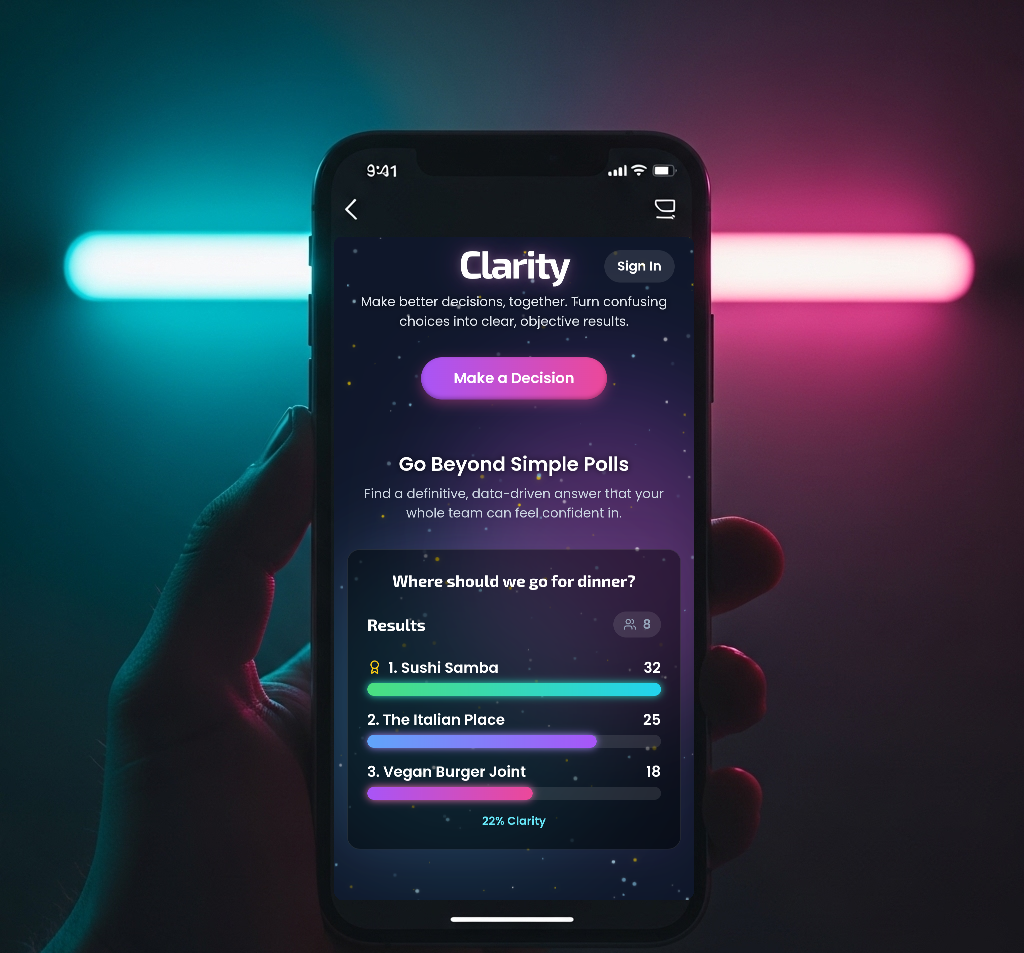 9:41
Clarity
Sign In
Make better decisions, together. Turn confusing
choices into clear, objective results.
Make a Decision
Go Beyond Simple Polls
Find a definitive, data-driven answer that your
whole team can feel confident in.
Where should we go for dinner?
Results
8
1. Sushi Samba
32
2. The Italian Place
25
3. Vegan Burger Joint
18
22% Clarity